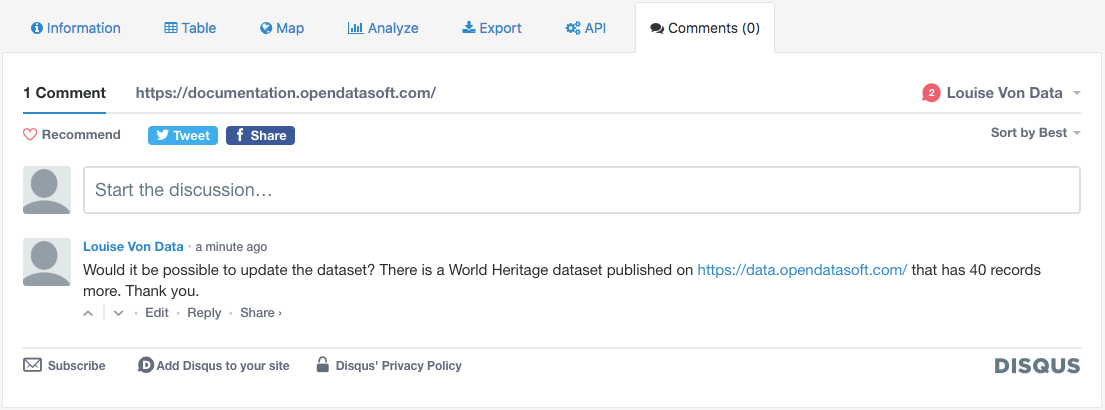 Information Table Map Analyze Export API Comments (0)
1 Comment https://documentation.opendatasoft.com/ 2 Louise Von Data
Recommend Tweet f Share Sort by Best
Start the discussion…
Louise Von Data · a minute ago
Would it be possible to update the dataset? There is a World Heritage dataset published on https://data.opendatasoft.com/ that has 40 records
more. Thank you.
· Edit · Reply · Share ›
Subscribe D Add Disqus to your site Disqus' Privacy Policy DISQUS